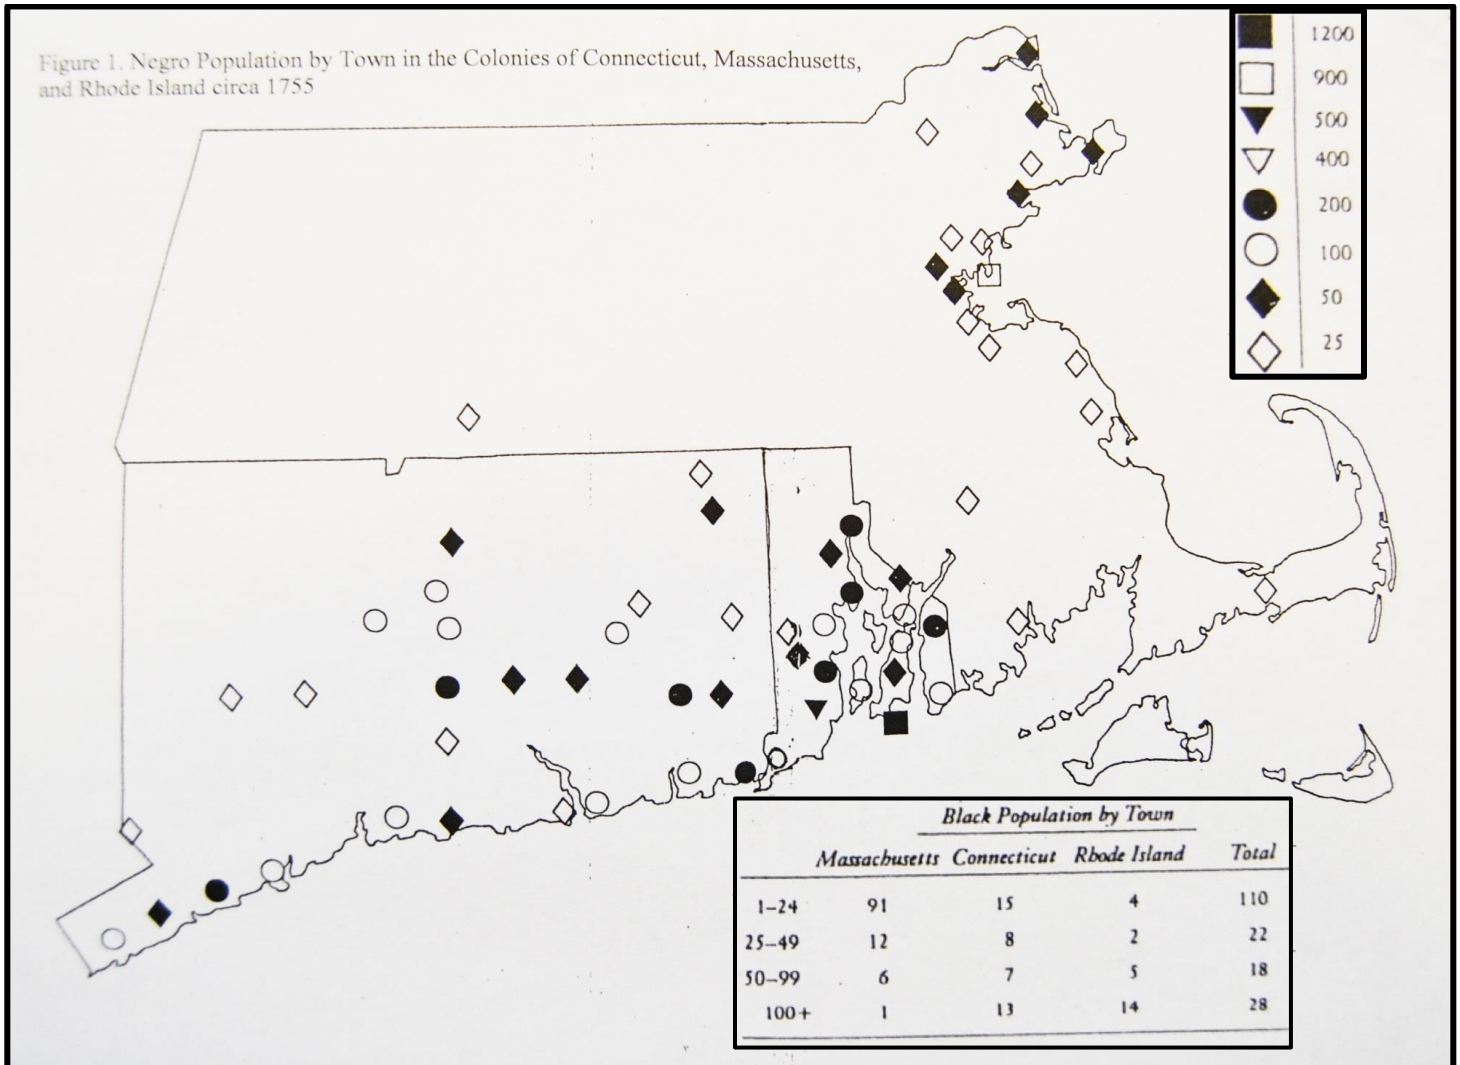 Figure 1. Negro Population by Town in the Colonies of Connecticut, Massachusetts,
and Rhode Island circa 1755
1200
900
500
400
200
100
50
25
Black Population by Town
Massachusetts Connecticut Rhode Island Total
1–24 91 15 4 110
25–49 12 8 2 22
50–99 6 7 5 18
100+ 1 13 14 28